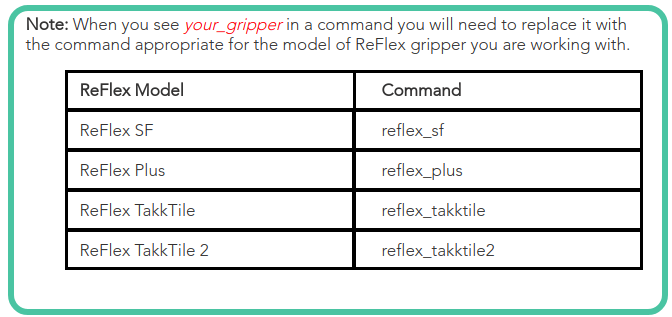 Note: When you see your_gripper in a command you will need to replace it with
the command appropriate for the model of ReFlex gripper you are working with.
ReFlex Model Command
ReFlex SF reflex_sf
ReFlex Plus reflex_plus
ReFlex TakkTile reflex_takktile
ReFlex TakkTile 2 reflex_takktile2